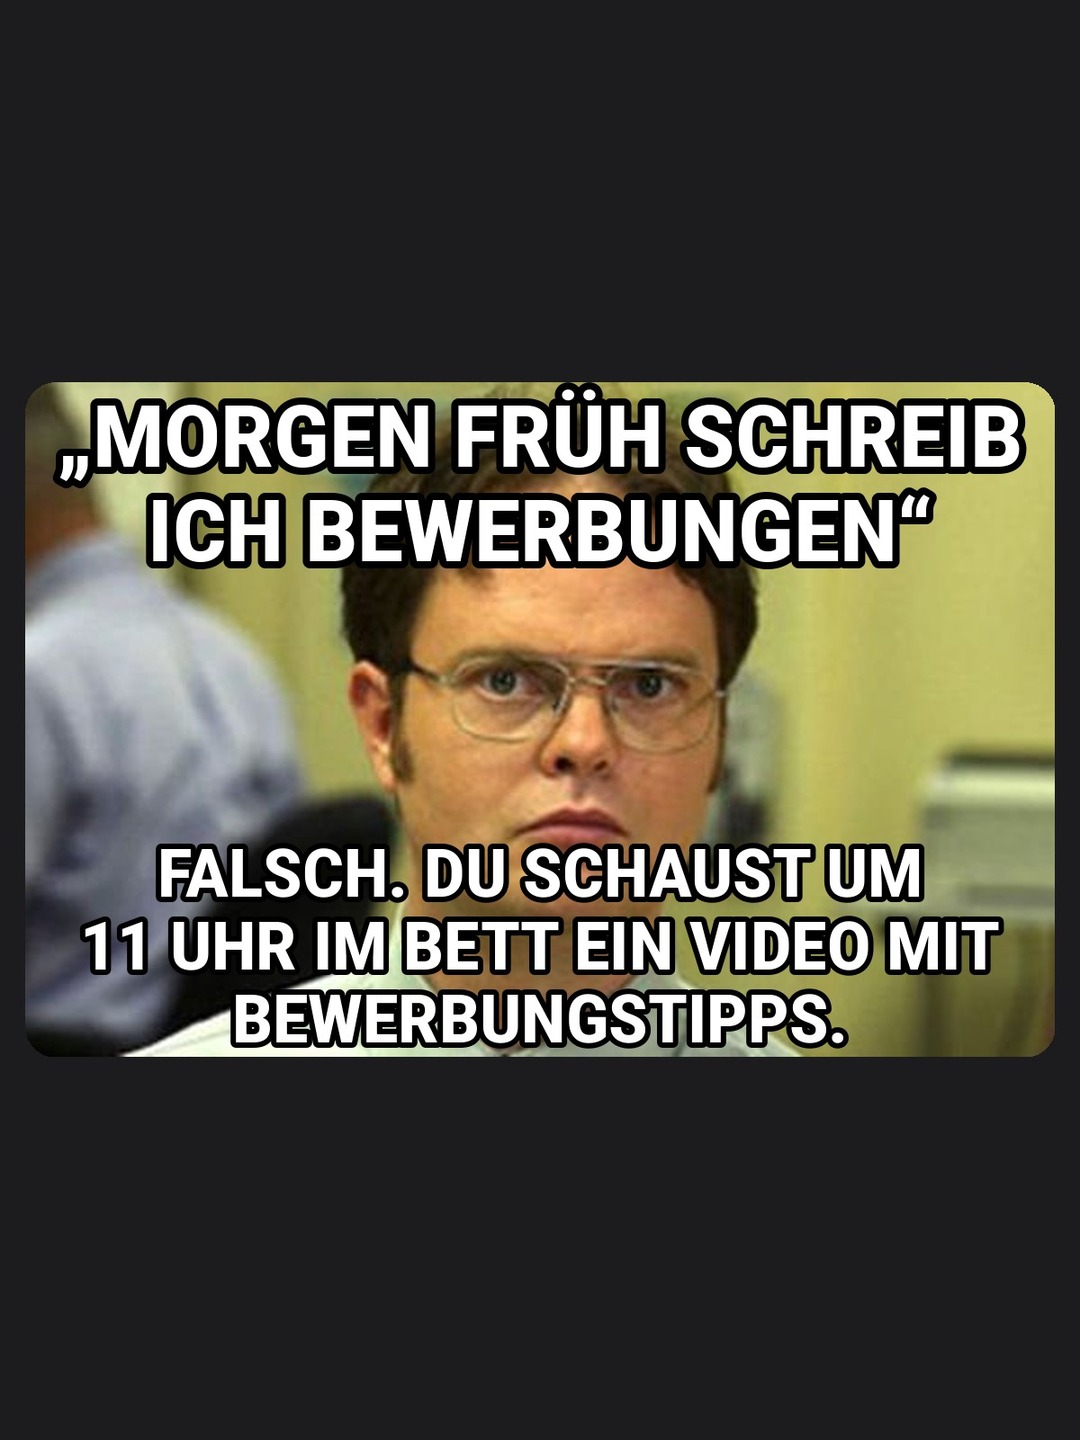 „MORGEN FRÜH SCHREIB
ICH BEWERBUNGEN“
FALSCH. DU SCHAUST UM
11 UHR IM BETT EIN VIDEO MIT
BEWERBUNGSTIPPS.